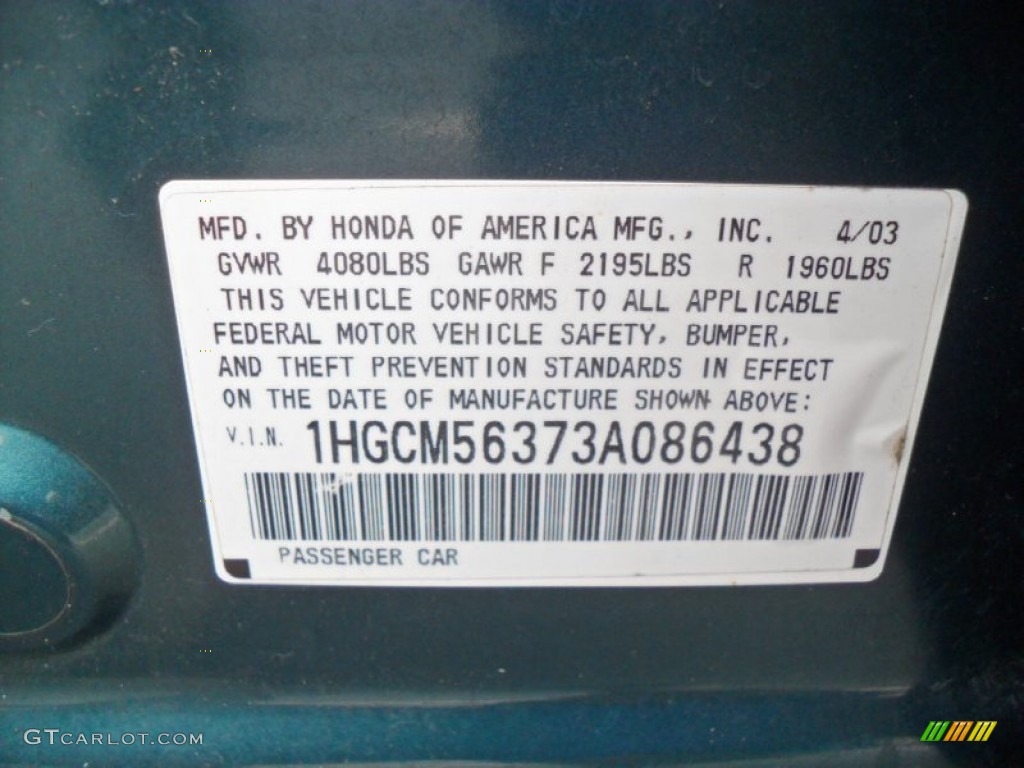 MFD. BY HONDA OF AMERICA MFG., INC. 4/03
GVWR 4080LBS GAWR F 2195LBS R 1960LBS
THIS VEHICLE CONFORMS TO ALL APPLICABLE
FEDERAL MOTOR VEHICLE SAFETY, BUMPER,
AND THEFT PREVENTION STANDARDS IN EFFECT
ON THE DATE OF MANUFACTURE SHOWN ABOVE:
V.I.N. 1HGCM56373A086438
PASSENGER CAR
GTCARLOT.COM